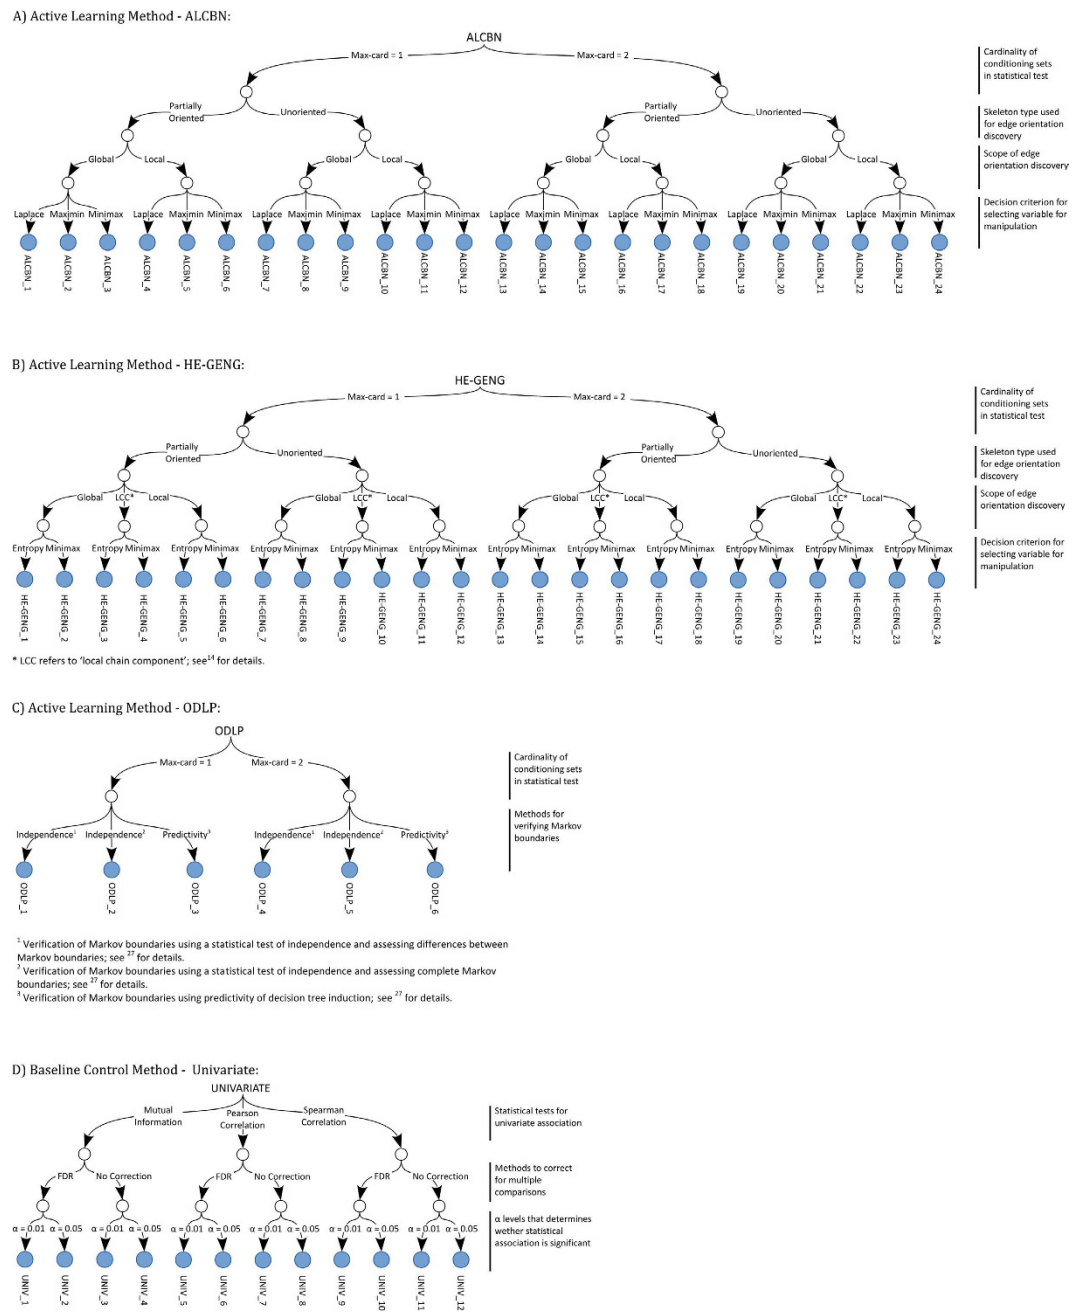 A) Active Learning Method - ALCBN:
ALCBN
Max-card = 1
Max-card = 2
Cardinality of
conditioning sets
in statistical test
Partially
Oriented
Unoriented
Partially
Oriented
Unoriented
Skeleton type used
for edge orientation
discovery
Global
Local
Global
Local
Global
Local
Global
Local
Scope of edge
orientation discovery
Laplace Maximin Minimax
Laplace Maximin Minimax
Laplace Maximin Minimax
Laplace Maximin Minimax
Laplace Maximin Minimax
Laplace Maximin Minimax
Laplace Maximin Minimax
Laplace Maximin Minimax
Decision criterion for
selecting variable for
manipulation
ALCBN_1
ALCBN_2
ALCBN_3
ALCBN_4
ALCBN_5
ALCBN_6
ALCBN_7
ALCBN_8
ALCBN_9
ALCBN_10
ALCBN_11
ALCBN_12
ALCBN_13
ALCBN_14
ALCBN_15
ALCBN_16
ALCBN_17
ALCBN_18
ALCBN_19
ALCBN_20
ALCBN_21
ALCBN_22
ALCBN_23
ALCBN_24
B) Active Learning Method - HE-GENG:
HE-GENG
Max-card = 1
Max-card = 2
Cardinality of
conditioning sets
in statistical test
Partially
Oriented
Unoriented
Partially
Oriented
Unoriented
Skeleton type used
for edge orientation
discovery
Global LCC* Local
Global LCC* Local
Global LCC* Local
Global LCC* Local
Scope of edge
orientation discovery
Entropy Minimax
Entropy Minimax
Entropy Minimax
Entropy Minimax
Entropy Minimax
Entropy Minimax
Entropy Minimax
Entropy Minimax
Entropy Minimax
Entropy Minimax
Entropy Minimax
Entropy Minimax
Decision criterion for
selecting variable for
manipulation
HE-GENG_1
HE-GENG_2
HE-GENG_3
HE-GENG_4
HE-GENG_5
HE-GENG_6
HE-GENG_7
HE-GENG_8
HE-GENG_9
HE-GENG_10
HE-GENG_11
HE-GENG_12
HE-GENG_13
HE-GENG_14
HE-GENG_15
HE-GENG_16
HE-GENG_17
HE-GENG_18
HE-GENG_19
HE-GENG_20
HE-GENG_21
HE-GENG_22
HE-GENG_23
HE-GENG_24
* LCC refers to 'local chain component'; see14 for details.
C) Active Learning Method - ODLP:
ODLP
Max-card = 1
Max-card = 2
Cardinality of
conditioning sets
in statistical test
Independence1 Independence2 Predictivity3
Independence1 Independence2 Predictivity3
Methods for
verifying Markov
boundaries
ODLP_1
ODLP_2
ODLP_3
ODLP_4
ODLP_5
ODLP_6
1 Verification of Markov boundaries using a statistical test of independence and assessing differences between
Markov boundaries; see 27 for details.
2 Verification of Markov boundaries using a statistical test of independence and assessing complete Markov
boundaries; see 27 for details.
3 Verification of Markov boundaries using predictivity of decision tree induction; see 27 for details.
D) Baseline Control Method - Univariate:
UNIVARIATE
Mutual
Information
Pearson
Correlation
Spearman
Correlation
Statistical tests for
univariate association
FDR
No Correction
FDR
No Correction
FDR
No Correction
Methods to correct
for multiple
comparisons
α = 0.01 α = 0.05
α = 0.01 α = 0.05
α = 0.01 α = 0.05
α = 0.01 α = 0.05
α = 0.01 α = 0.05
α = 0.01 α = 0.05
α levels that determines
wether statistical
association is significant
UNIV_1
UNIV_2
UNIV_3
UNIV_4
UNIV_5
UNIV_6
UNIV_7
UNIV_8
UNIV_9
UNIV_10
UNIV_11
UNIV_12